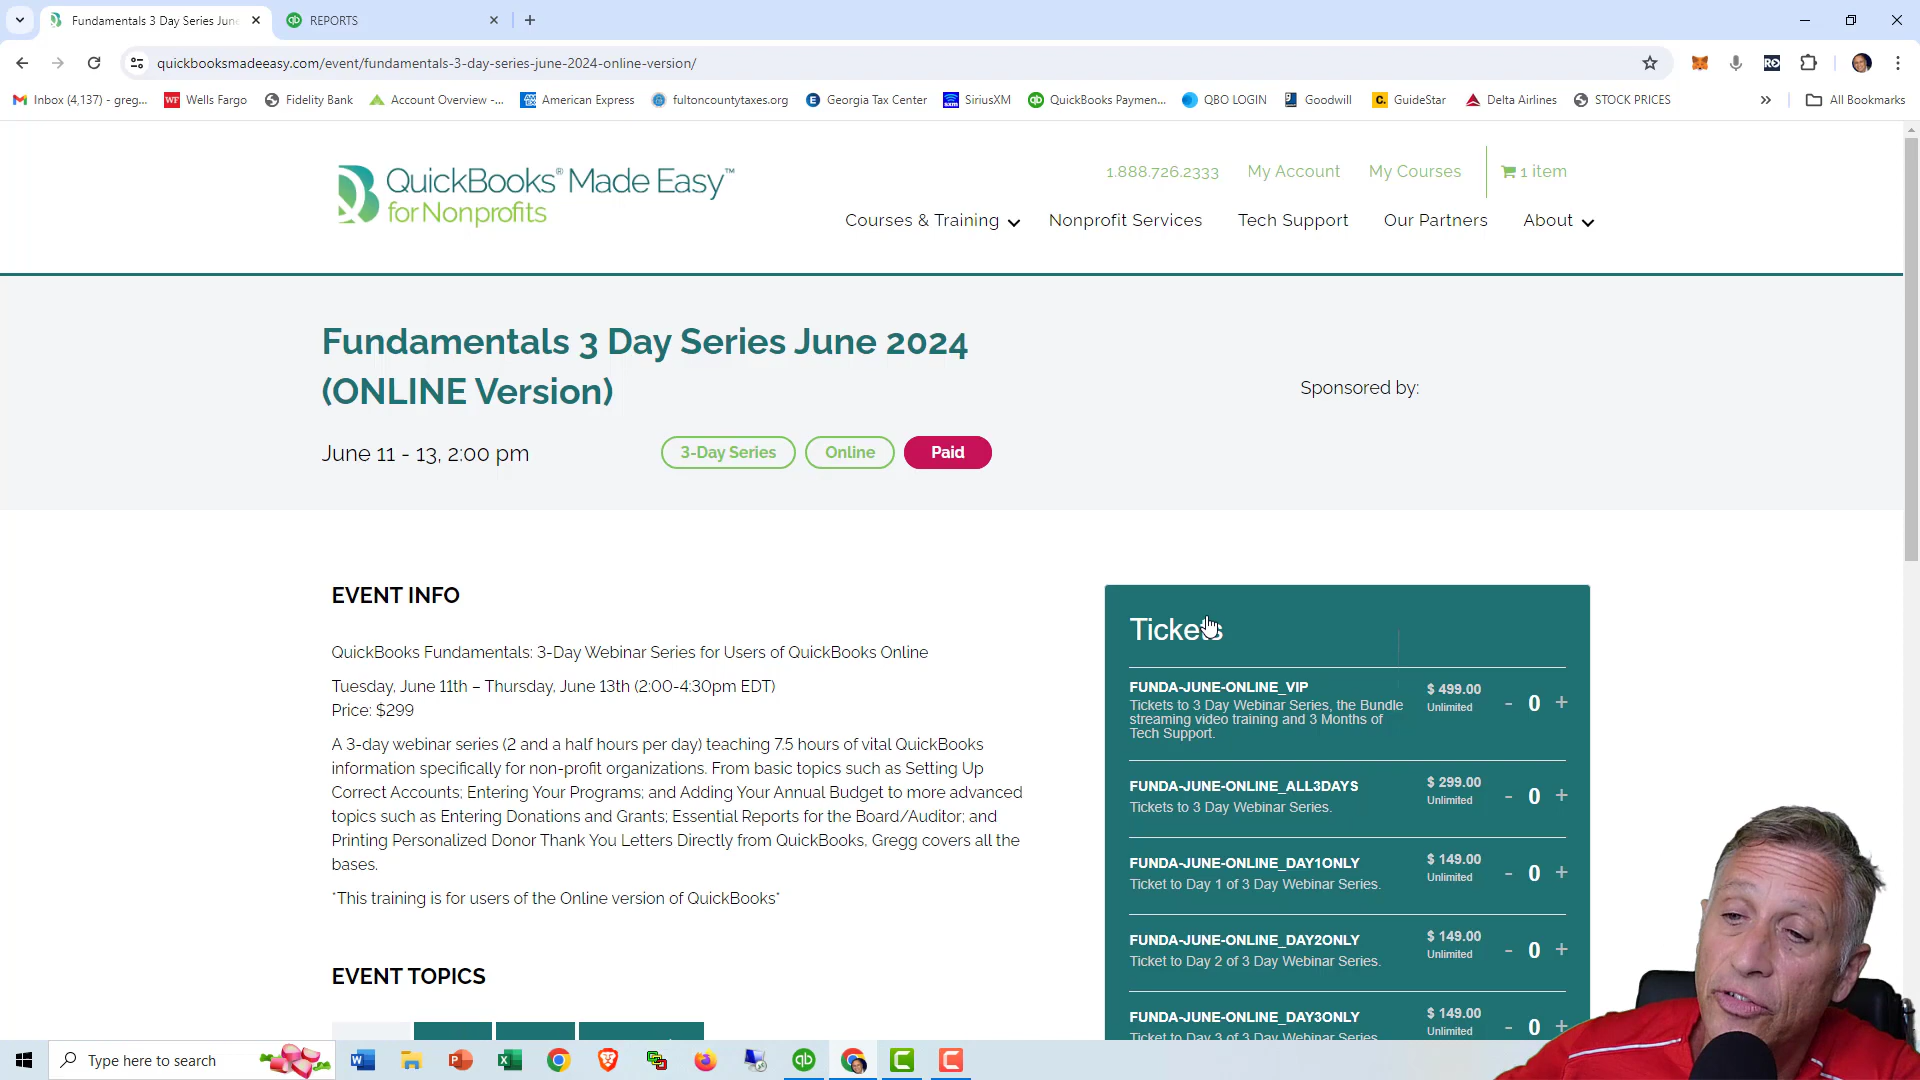 Fundamentals 3 Day Series June
REPORTS
quickbooksmadeeasy.com/event/fundamentals-3-day-series-june-2024-online-version/
Inbox (4,137) - greg...
WF Wells Fargo
Fidelity Bank
Account Overview -...
American Express
fultoncountytaxes.org
Georgia Tax Center
SiriusXM
QuickBooks Paymen...
QBO LOGIN
Goodwill
GuideStar
Delta Airlines
STOCK PRICES
» All Bookmarks
QuickBooks® Made Easy™
for Nonprofits
1.888.726.2333 My Account My Courses 1 item
Courses & Training Nonprofit Services Tech Support Our Partners About
Fundamentals 3 Day Series June 2024
(ONLINE Version)
Sponsored by:
June 11 - 13, 2:00 pm
3-Day Series Online Paid
EVENT INFO
QuickBooks Fundamentals: 3-Day Webinar Series for Users of QuickBooks Online
Tuesday, June 11th – Thursday, June 13th (2:00-4:30pm EDT)
Price: $299
A 3-day webinar series (2 and a half hours per day) teaching 7.5 hours of vital QuickBooks
information specifically for non-profit organizations. From basic topics such as Setting Up
Correct Accounts; Entering Your Programs; and Adding Your Annual Budget to more advanced
topics such as Entering Donations and Grants; Essential Reports for the Board/Auditor; and
Printing Personalized Donor Thank You Letters Directly from QuickBooks, Gregg covers all the
bases.
*This training is for users of the Online version of QuickBooks*
EVENT TOPICS
Tickets
FUNDA-JUNE-ONLINE_VIP
Tickets to 3 Day Webinar Series, the Bundle
streaming video training and 3 Months of
Tech Support.
$ 499.00
Unlimited
- 0 +
FUNDA-JUNE-ONLINE_ALL3DAYS
Tickets to 3 Day Webinar Series.
$ 299.00
Unlimited
- 0 +
FUNDA-JUNE-ONLINE_DAY1ONLY
Ticket to Day 1 of 3 Day Webinar Series.
$ 149.00
Unlimited
- 0 +
FUNDA-JUNE-ONLINE_DAY2ONLY
Ticket to Day 2 of 3 Day Webinar Series.
$ 149.00
Unlimited
- 0 +
FUNDA-JUNE-ONLINE_DAY3ONLY
Ticket to Day 3 of 3 Day Webinar Series.
$ 149.00
Unlimited
- 0 +
Type here to search